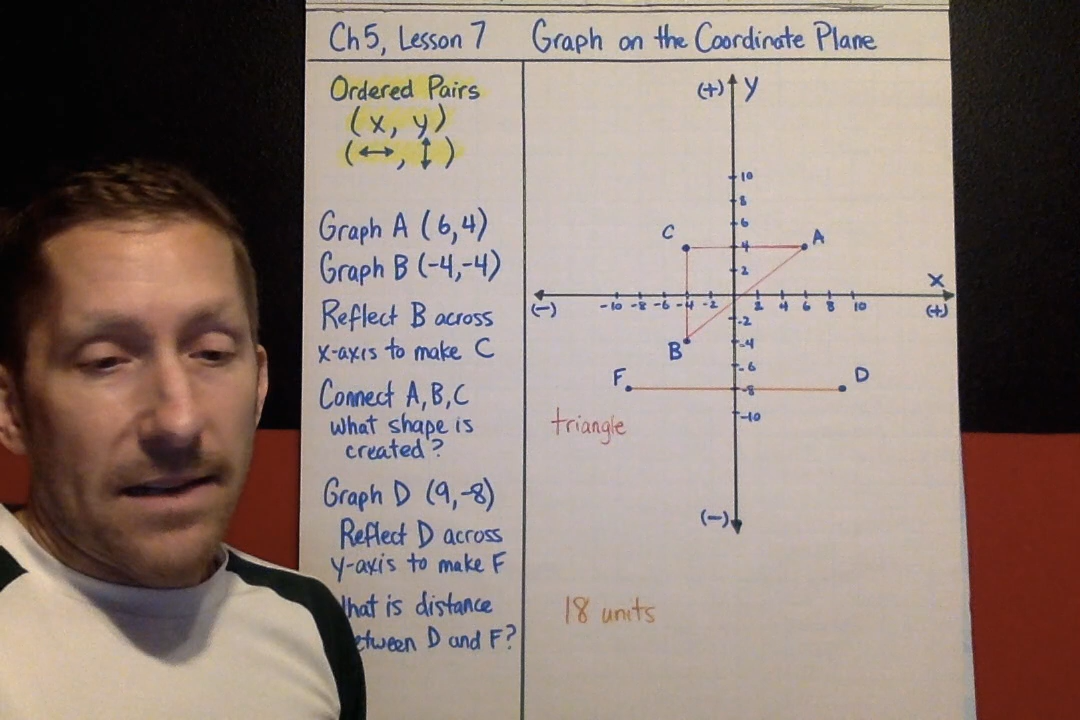 Ch 5, Lesson 7 Graph on the Coordinate Plane
Ordered Pairs
(x, y)
(↔, ↕)
Graph A (6,4)
Graph B (-4,-4)
Reflect B across
x-axis to make C
Connect A, B, C
What shape is
created?
Graph D (9,-8)
Reflect D across
y-axis to make F
hat is distance
etween D and F?
(+) y
10
8
6
C 4 A
2
x
(-) -10 -8 -6 -4 -2 2 4 6 8 10 (+)
-2
B -4
-6
F -8 D
-10
triangle
(-)
18 units